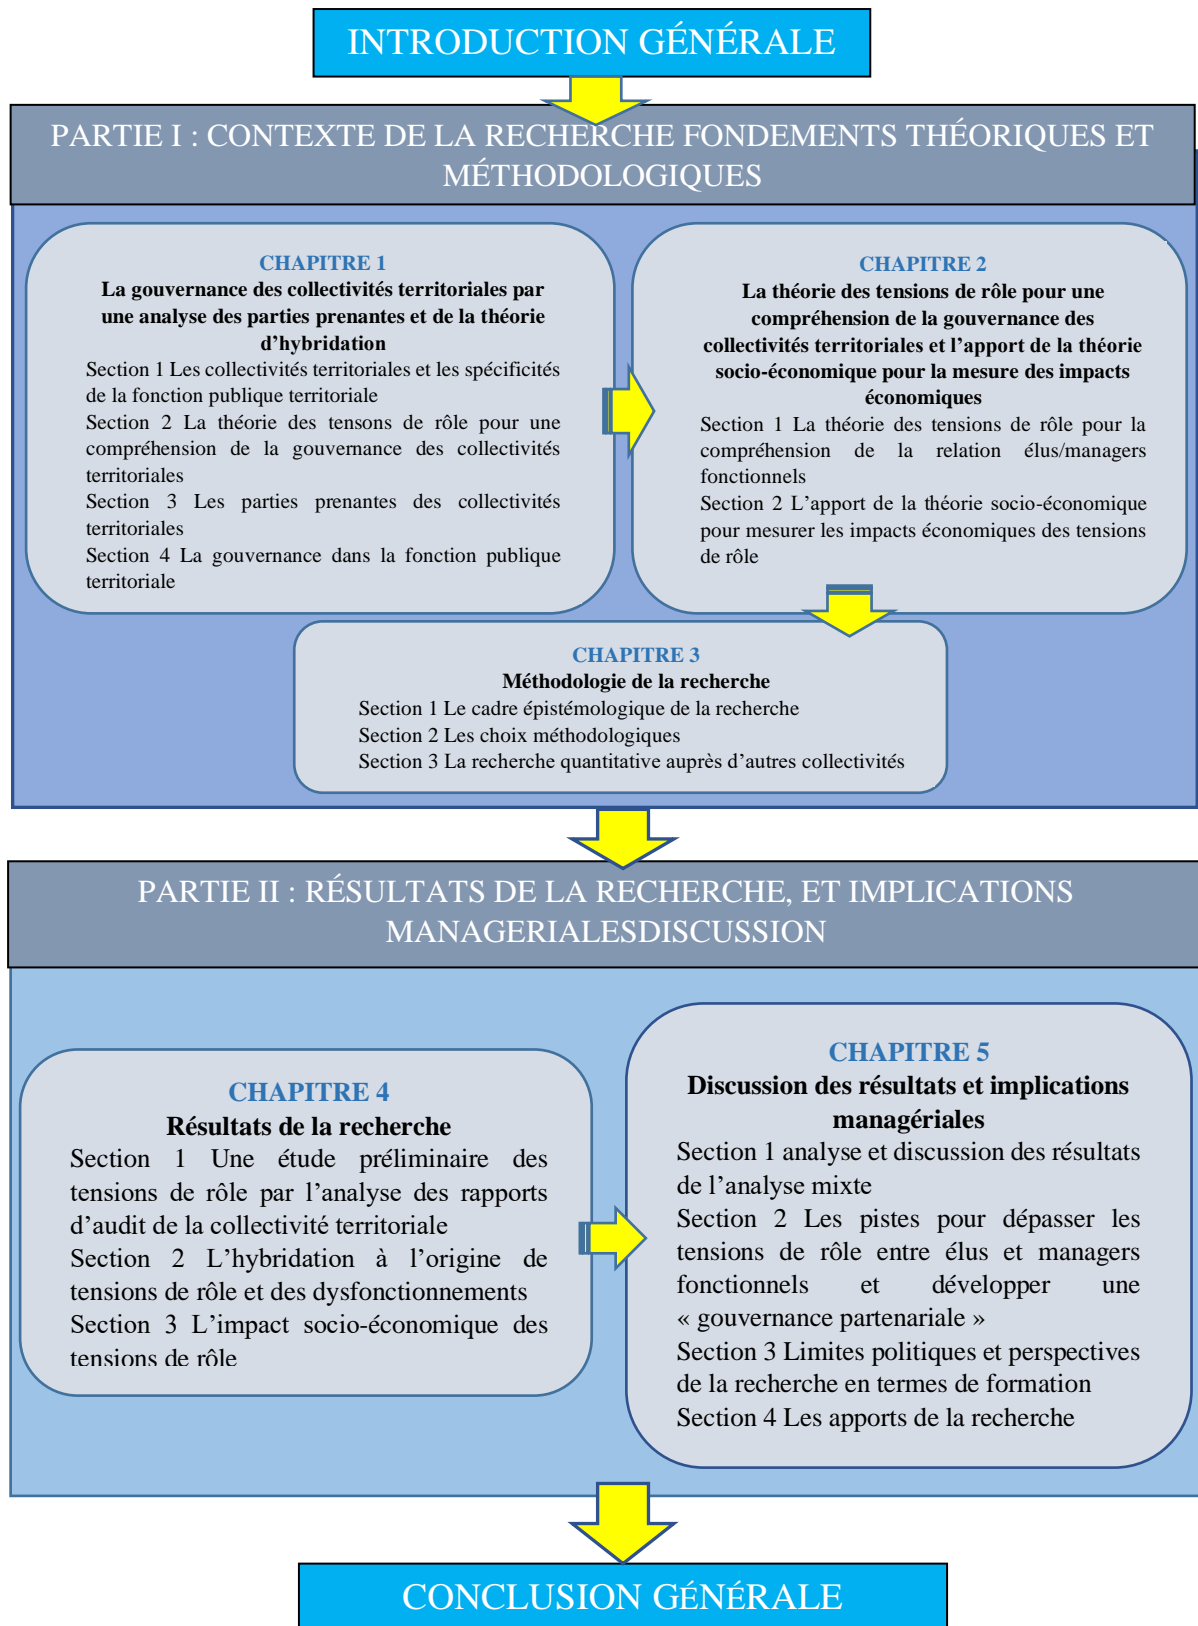 INTRODUCTION GÉNÉRALE
PARTIE I : CONTEXTE DE LA RECHERCHE FONDEMENTS THÉORIQUES ET
MÉTHODOLOGIQUES
CHAPITRE 1
La gouvernance des collectivités territoriales par
une analyse des parties prenantes et de la théorie
d’hybridation
Section 1 Les collectivités territoriales et les spécificités
de la fonction publique territoriale
Section 2 La théorie des tensons de rôle pour une
compréhension de la gouvernance des collectivités
territoriales
Section 3 Les parties prenantes des collectivités
territoriales
Section 4 La gouvernance dans la fonction publique
territoriale
CHAPITRE 2
La théorie des tensions de rôle pour une
compréhension de la gouvernance des
collectivités territoriales et l’apport de la théorie
socio-économique pour la mesure des impacts
économiques
Section 1 La théorie des tensions de rôle pour la
compréhension de la relation élus/managers
fonctionnels
Section 2 L’apport de la théorie socio-économique
pour mesurer les impacts économiques des tensions
de rôle
CHAPITRE 3
Méthodologie de la recherche
Section 1 Le cadre épistémologique de la recherche
Section 2 Les choix méthodologiques
Section 3 La recherche quantitative auprès d’autres collectivités
PARTIE II : RÉSULTATS DE LA RECHERCHE, ET IMPLICATIONS
MANAGERIALESDISCUSSION
CHAPITRE 4
Résultats de la recherche
Section 1 Une étude préliminaire des
tensions de rôle par l’analyse des rapports
d’audit de la collectivité territoriale
Section 2 L’hybridation à l’origine de
tensions de rôle et des dysfonctionnements
Section 3 L’impact socio-économique des
tensions de rôle
CHAPITRE 5
Discussion des résultats et implications
managériales
Section 1 analyse et discussion des résultats
de l’analyse mixte
Section 2 Les pistes pour dépasser les
tensions de rôle entre élus et managers
fonctionnels et développer une
« gouvernance partenariale »
Section 3 Limites politiques et perspectives
de la recherche en termes de formation
Section 4 Les apports de la recherche
CONCLUSION GÉNÉRALE